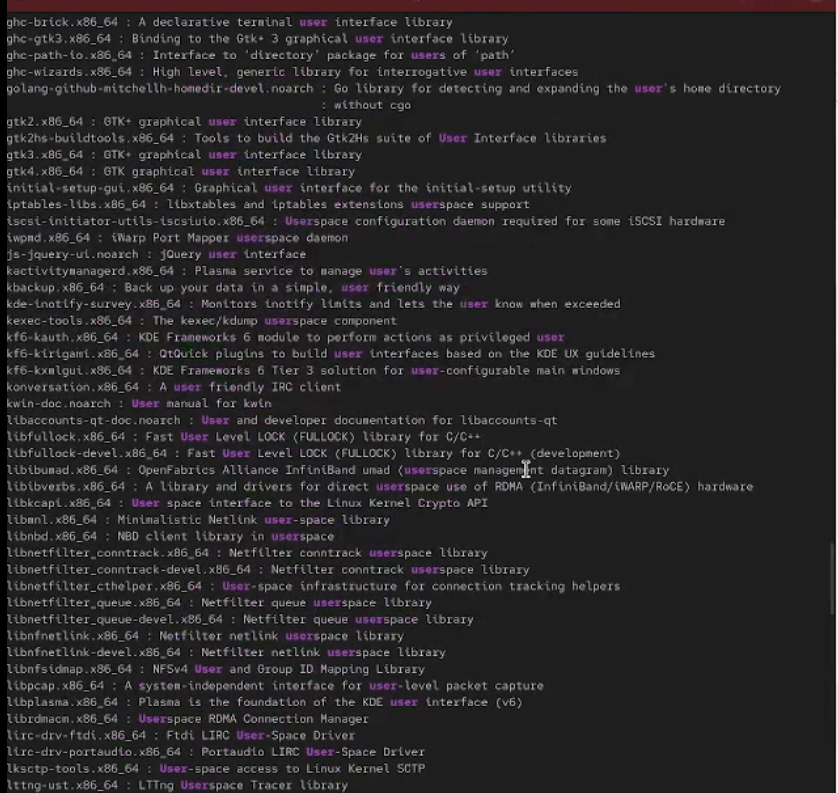 ghc-brick.x86_64 : A declarative terminal user interface library
ghc-gtk3.x86_64 : Binding to the Gtk+ 3 graphical user interface library
ghc-path-io.x86_64 : Interface to 'directory' package for users of 'path'
ghc-wizards.x86_64 : High level, generic library for interrogative user interfaces
golang-github-mitchellh-homedir-devel.noarch : Go library for detecting and expanding the user's home directory
: without cgo
gtk2.x86_64 : GTK+ graphical user interface library
gtk2hs-buildtools.x86_64 : Tools to build the Gtk2Hs suite of User Interface libraries
gtk3.x86_64 : GTK+ graphical user interface library
gtk4.x86_64 : GTK graphical user interface library
initial-setup-gui.x86_64 : Graphical user interface for the initial-setup utility
iptables-libs.x86_64 : libxtables and iptables extensions userspace support
iscsi-initiator-utils-iscsiuio.x86_64 : Userspace configuration daemon required for some iSCSI hardware
iwpmd.x86_64 : iWarp Port Mapper userspace daemon
js-jquery-ui.noarch : jQuery user interface
kactivitymanagerd.x86_64 : Plasma service to manage user's activities
kbackup.x86_64 : Back up your data in a simple, user friendly way
kde-inotify-survey.x86_64 : Monitors inotify limits and lets the user know when exceeded
kexec-tools.x86_64 : The kexec/kdump userspace component
kf6-kauth.x86_64 : KDE Frameworks 6 module to perform actions as privileged user
kf6-kirigami.x86_64 : QtQuick plugins to build user interfaces based on the KDE UX guidelines
kf6-kxmlgui.x86_64 : KDE Frameworks 6 Tier 3 solution for user-configurable main windows
konversation.x86_64 : A user friendly IRC client
kwin-doc.noarch : User manual for kwin
libaccounts-qt-doc.noarch : User and developer documentation for libaccounts-qt
libfullock.x86_64 : Fast User Level LOCK (FULLOCK) library for C/C++
libfullock-devel.x86_64 : Fast User Level LOCK (FULLOCK) library for C/C++ (development)
libibumad.x86_64 : OpenFabrics Alliance InfiniBand umad (userspace management datagram) library
libibverbs.x86_64 : A library and drivers for direct userspace use of RDMA (InfiniBand/iWARP/RoCE) hardware
libkcapi.x86_64 : User space interface to the Linux Kernel Crypto API
libmnl.x86_64 : Minimalistic Netlink user-space library
libnbd.x86_64 : NBD client library in userspace
libnetfilter_conntrack.x86_64 : Netfilter conntrack userspace library
libnetfilter_conntrack-devel.x86_64 : Netfilter conntrack userspace library
libnetfilter_cthelper.x86_64 : User-space infrastructure for connection tracking helpers
libnetfilter_queue.x86_64 : Netfilter queue userspace library
libnetfilter_queue-devel.x86_64 : Netfilter queue userspace library
libnfnetlink.x86_64 : Netfilter netlink userspace library
libnfnetlink-devel.x86_64 : Netfilter netlink userspace library
libnfsidmap.x86_64 : NFSv4 User and Group ID Mapping Library
libpcap.x86_64 : A system-independent interface for user-level packet capture
libplasma.x86_64 : Plasma is the foundation of the KDE user interface (v6)
librdmacm.x86_64 : Userspace RDMA Connection Manager
lirc-drv-ftdi.x86_64 : Ftdi LIRC User-Space Driver
lirc-drv-portaudio.x86_64 : Portaudio LIRC User-Space Driver
lksctp-tools.x86_64 : User-space access to Linux Kernel SCTP
lttng-ust.x86_64 : LTTng Userspace Tracer library